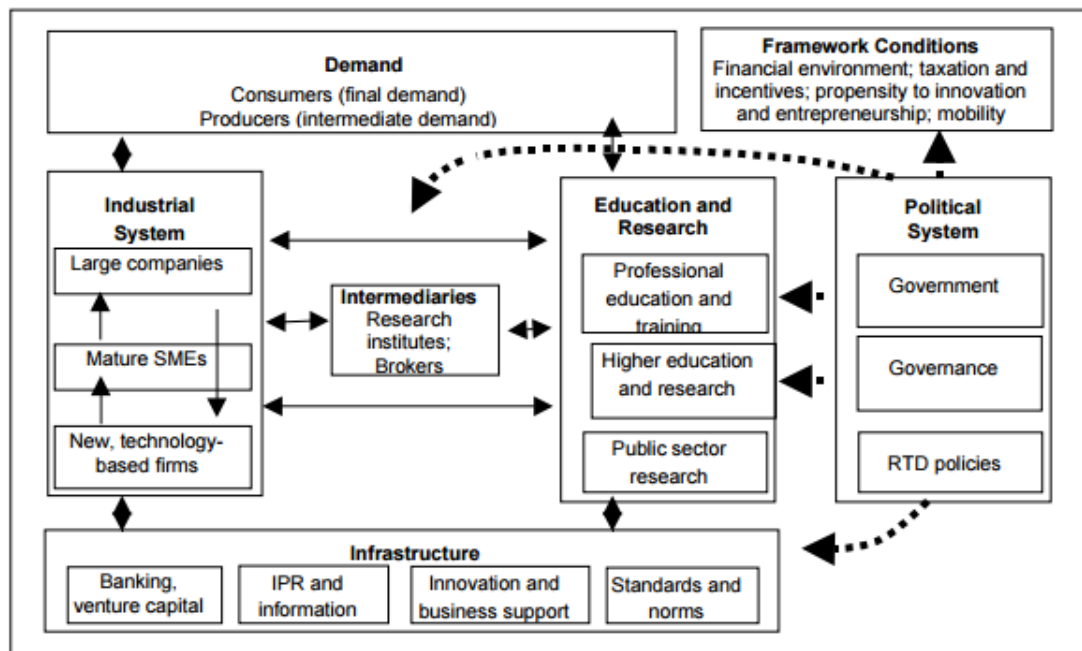 Demand
Consumers (final demand)
Producers (intermediate demand)
Framework Conditions
Financial environment; taxation and
incentives; propensity to innovation
and entrepreneurship; mobility
Industrial
System
Large companies
Mature SMEs
New, technology-
based firms
Intermediaries
Research
institutes;
Brokers
Education and
Research
Professional
education and
training
Higher education
and research
Public sector
research
Political
System
Government
Governance
RTD policies
Infrastructure
Banking,
venture capital
IPR and
information
Innovation and
business support
Standards and
norms